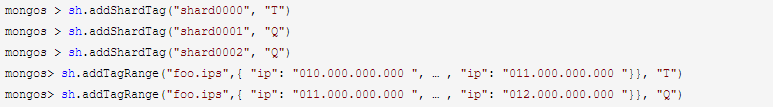 mongos > sh.addShardTag("shard0000", "T")
mongos > sh.addShardTag("shard0001", "Q")
mongos > sh.addShardTag("shard0002", "Q")
mongos> sh.addTagRange("foo.ips",{ "ip": "010.000.000.000 ", … , "ip": "011.000.000.000 "}}, "T")
mongos> sh.addTagRange("foo.ips",{ "ip": "011.000.000.000 ", … , "ip": "012.000.000.000 "}}, "Q")